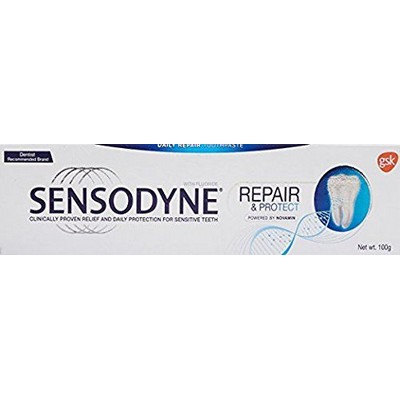 DAILY REPAIR TOOTHPASTE
Dentist
Recommended Brand
gsk
WITH FLUORIDE
SENSODYNE®
CLINICALLY PROVEN RELIEF AND DAILY PROTECTION FOR SENSITIVE TEETH
REPAIR
& PROTECT
POWERED BY NOVAMIN
Net wt. 100g